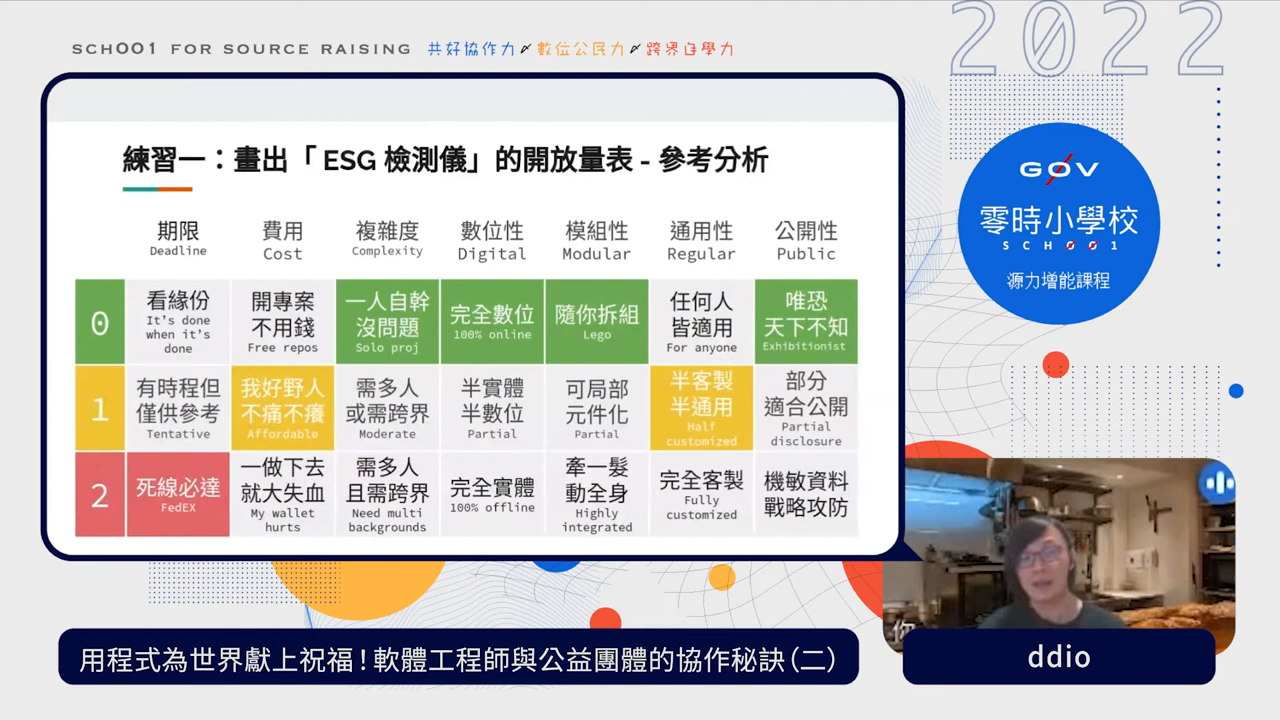 SCH001 FOR SOURCE RAISING 共好協作力 數位公民力 跨界自學力
2022
練習一：畫出「ESG 檢測儀」的開放量表 - 參考分析
期限 費用 複雜度 數位性 模組性 通用性 公開性
Deadline Cost Complexity Digital Modular Regular Public
0
看緣份
It's done
when it's
done
開專案
不用錢
Free repos
一人自幹
沒問題
Solo proj
完全數位
100% online
隨你拆組
Lego
任何人
皆適用
For anyone
唯恐
天下不知
Exhibitionist
1
有時程但
僅供參考
Tentative
我好野人
不痛不癢
Affordable
需多人
或需跨界
Moderate
半實體
半數位
Partial
可局部
元件化
Partial
半客製
半通用
Half
customized
部分
適合公開
Partial
disclosure
2
死線必達
FedEX
一做下去
就大失血
My wallet
hurts
需多人
且需跨界
Need multi
backgrounds
完全實體
100% offline
牽一髮
動全身
Highly
integrated
完全客製
Fully
customized
機敏資料
戰略攻防
G0V
零時小學校
SCH001
源力增能課程
你
用程式為世界獻上祝福！軟體工程師與公益團體的協作秘訣（二）
ddio